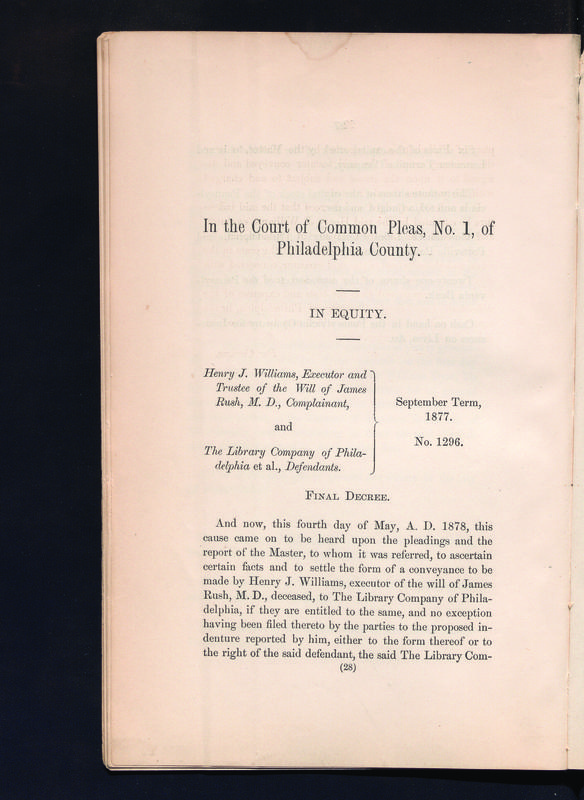 In the Court of Common Pleas, No. 1, of
Philadelphia County.
IN EQUITY.
Henry J. Williams, Executor and
Trustee of the Will of James
Rush, M. D., Complainant,
and
The Library Company of Phila-
delphia et al., Defendants.
September Term,
1877.
No. 1296.
FINAL DECREE.
And now, this fourth day of May, A. D. 1878, this
cause came on to be heard upon the pleadings and the
report of the Master, to whom it was referred, to ascertain
certain facts and to settle the form of a conveyance to be
made by Henry J. Williams, executor of the will of James
Rush, M. D., deceased, to The Library Company of Phila-
delphia, if they are entitled to the same, and no exception
having been filed thereto by the parties to the proposed in-
denture reported by him, either to the form thereof or to
the right of the said defendant, the said The Library Com-
(28)